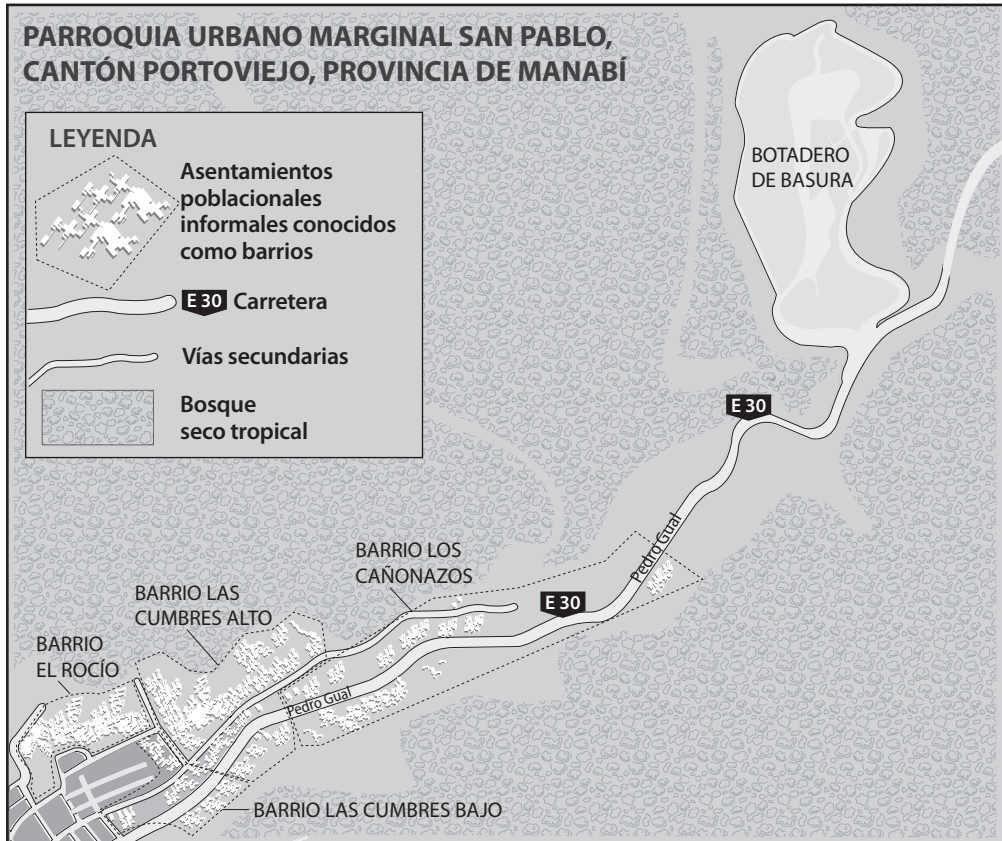 PARROQUIA URBANO MARGINAL SAN PABLO,
CANTÓN PORTOVIEJO, PROVINCIA DE MANABÍ
LEYENDA
Asentamientos
poblacionales
informales conocidos
como barrios
E 30 Carretera
Vías secundarias
Bosque
seco tropical
BOTADERO
DE BASURA
E 30
Pedro Gual
E 30
BARRIO LOS
CAÑONAZOS
BARRIO LAS
CUMBRES ALTO
BARRIO
EL ROCÍO
Pedro Gual
BARRIO LAS CUMBRES BAJO